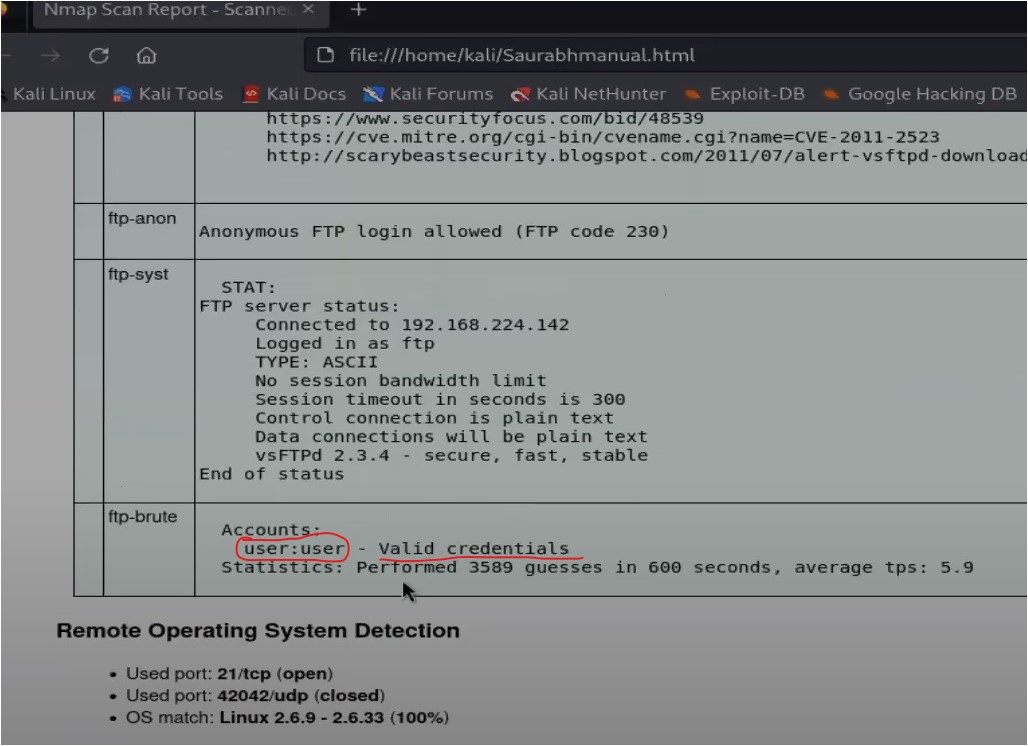 Nmap Scan Report - Scanne
file:///home/kali/Saurabhmanual.html
Kali Linux Kali Tools Kali Docs Kali Forums Kali NetHunter Exploit-DB Google Hacking DB
https://www.securityfocus.com/bid/48539
https://cve.mitre.org/cgi-bin/cvename.cgi?name=CVE-2011-2523
http://scarybeastsecurity.blogspot.com/2011/07/alert-vsftpd-download
ftp-anon
Anonymous FTP login allowed (FTP code 230)
ftp-syst
STAT:
FTP server status:
Connected to 192.168.224.142
Logged in as ftp
TYPE: ASCII
No session bandwidth limit
Session timeout in seconds is 300
Control connection is plain text
Data connections will be plain text
vsFTPd 2.3.4 - secure, fast, stable
End of status
ftp-brute
Accounts:
user:user - Valid credentials
Statistics: Performed 3589 guesses in 600 seconds, average tps: 5.9
Remote Operating System Detection
• Used port: 21/tcp (open)
• Used port: 42042/udp (closed)
• OS match: Linux 2.6.9 - 2.6.33 (100%)